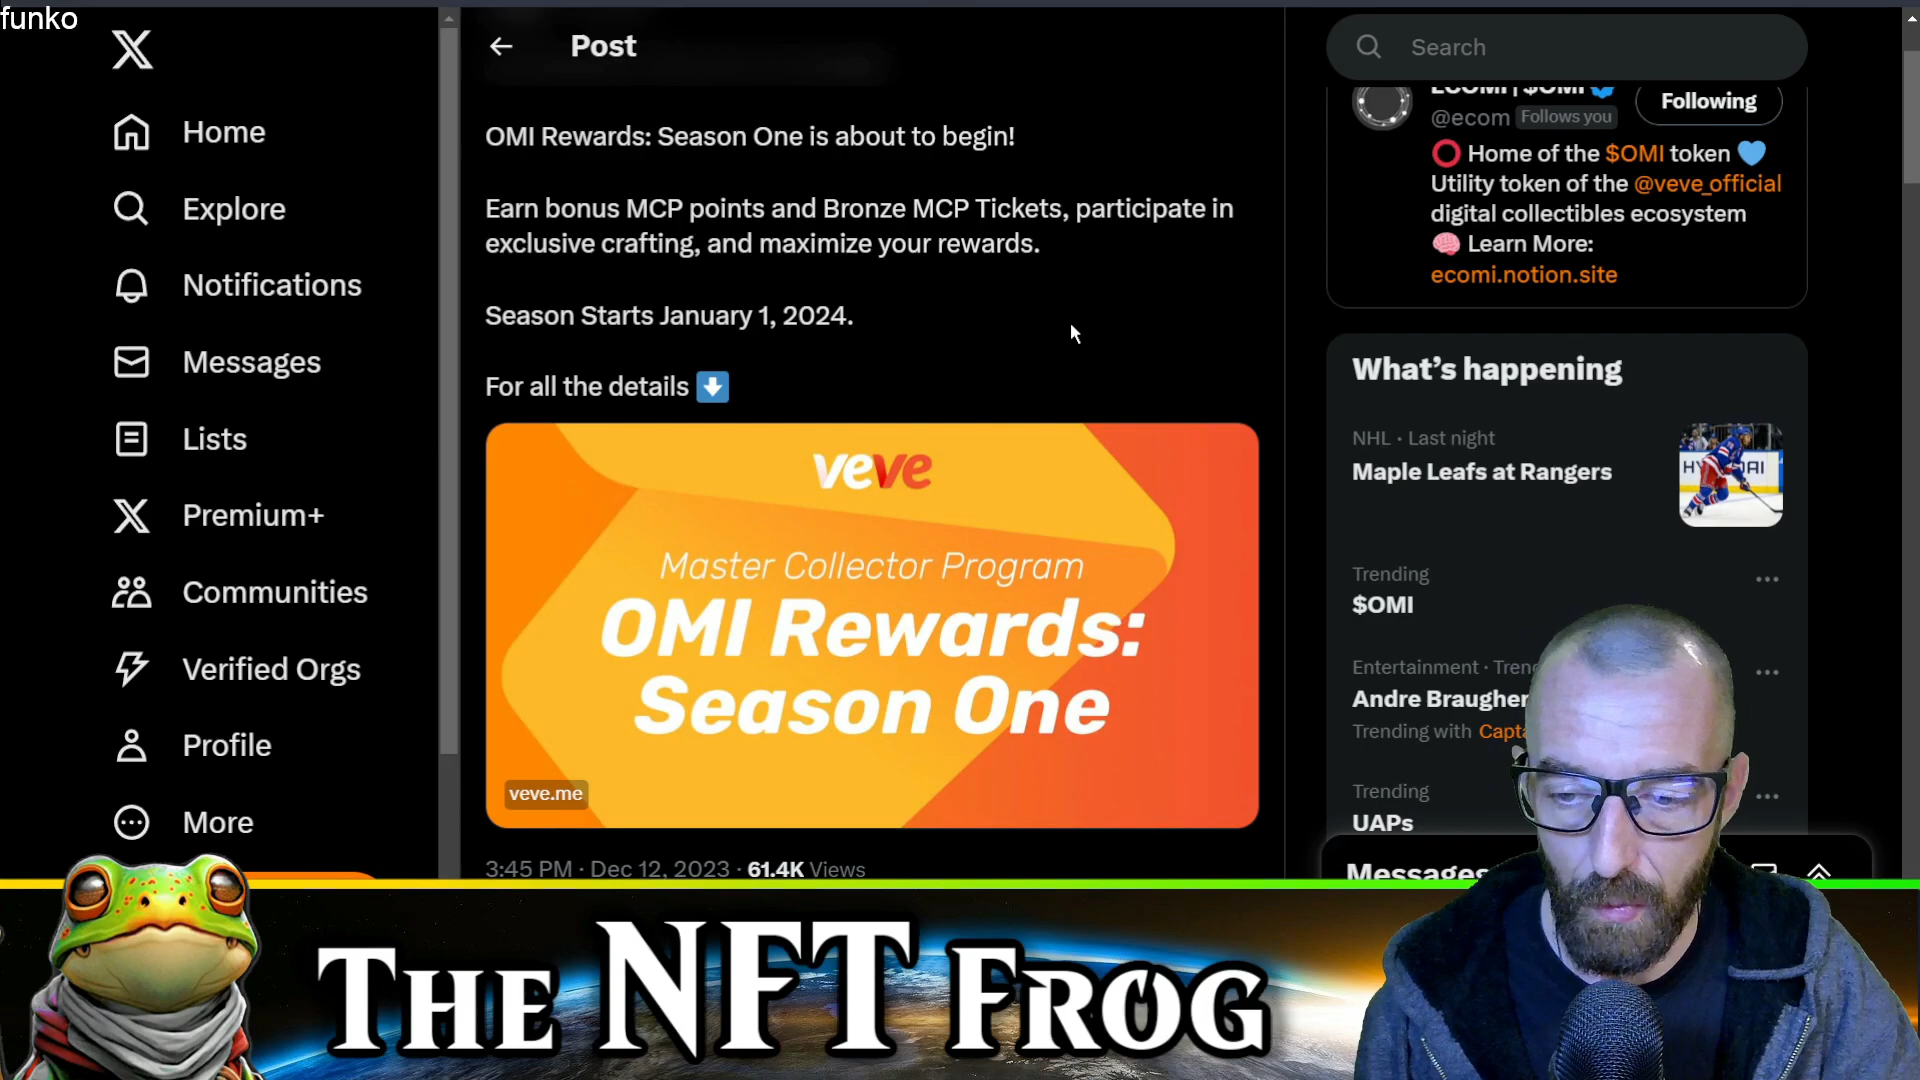 funko
Home
Explore
Notifications
Messages
Lists
Premium+
Communities
Verified Orgs
Profile
More
Post
OMI Rewards: Season One is about to begin!
Earn bonus MCP points and Bronze MCP Tickets, participate in
exclusive crafting, and maximize your rewards.
Season Starts January 1, 2024.
For all the details
veve
Master Collector Program
OMI Rewards:
Season One
veve.me
3:45 PM · Dec 12, 2023 · 61.4K Views
Search
ECOMI | $OMI
@ecom Follows you
Following
Home of the $OMI token
Utility token of the @veve_official
digital collectibles ecosystem
Learn More:
ecomi.notion.site
What's happening
NHL · Last night
Maple Leafs at Rangers
Trending
$OMI
Entertainment ·
Andre Braugher
Trending with
Trending
UAPs
Messages
THE NFT FROG